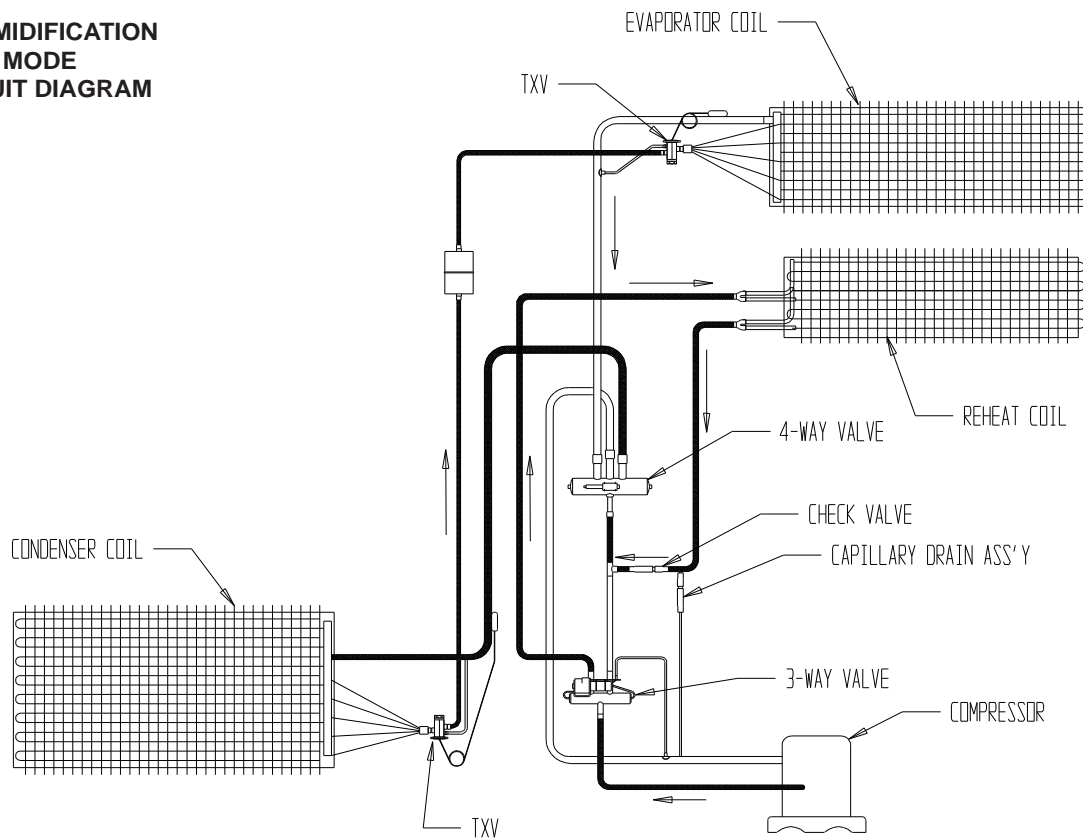 MIDIFICATION
MODE
UIT DIAGRAM
EVAPORATOR COIL
TXV
REHEAT COIL
4-WAY VALVE
CHECK VALVE
CAPILLARY DRAIN ASS'Y
CONDENSER COIL
3-WAY VALVE
COMPRESSOR
TXV